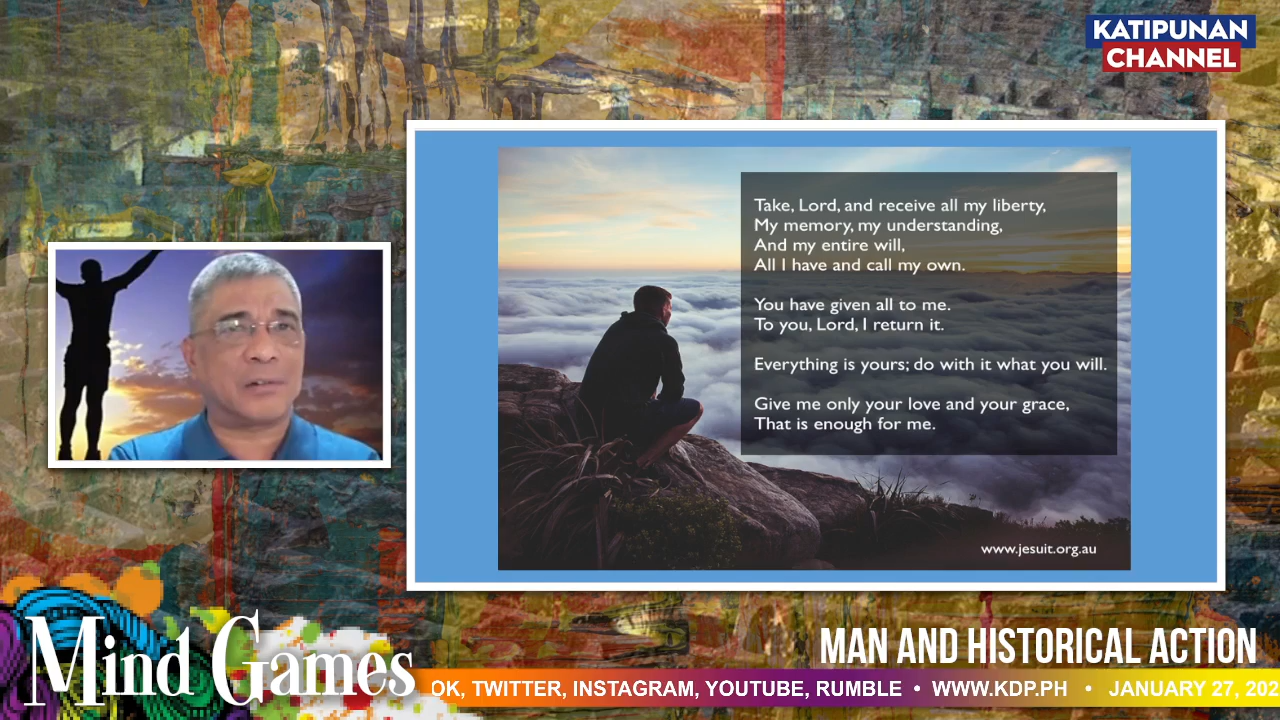 KATIPUNAN
CHANNEL
Take, Lord, and receive all my liberty,
My memory, my understanding,
And my entire will,
All I have and call my own.
You have given all to me.
To you, Lord, I return it.
Everything is yours; do with it what you will.
Give me only your love and your grace,
That is enough for me.
www.jesuit.org.au
Mind Games
MAN AND HISTORICAL ACTION
OK, TWITTER, INSTAGRAM, YOUTUBE, RUMBLE • WWW.KDP.PH • JANUARY 27, 202